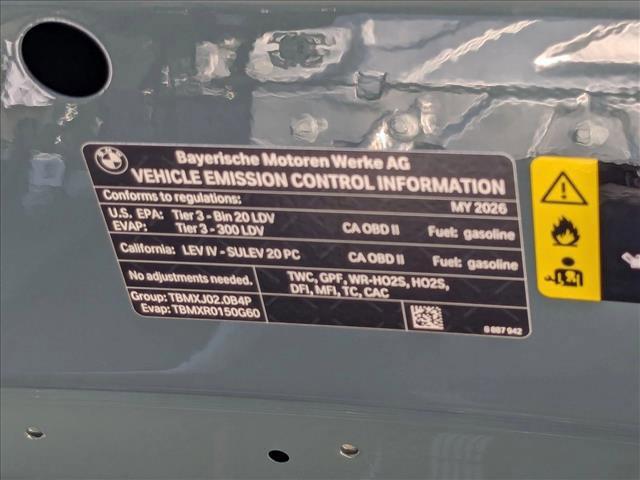 BMW
Bayerische Motoren Werke AG
VEHICLE EMISSION CONTROL INFORMATION
Conforms to regulations: MY 2026
U.S. EPA: Tier 3 - Bin 20 LDV CA OBD II Fuel: gasoline
EVAP: Tier 3 - 300 LDV
California: LEV IV - SULEV 20 PC CA OBD II Fuel: gasoline
No adjustments needed. TWC, GPF, WR-HO2S, HO2S,
DFI, MFI, TC, CAC
Group: TBMXJ02.0B4P
Evap: TBMXR0150G60
8 887 942